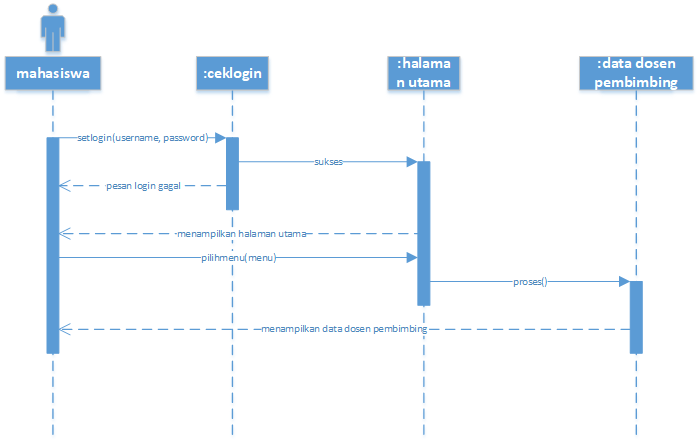 mahasiswa
:ceklogin
:halama
n utama
:data dosen
pembimbing
setlogin(username, password)
sukses
pesan login gagal
menampilkan halaman utama
pilihmenu(menu)
proses()
menampilkan data dosen pembimbing